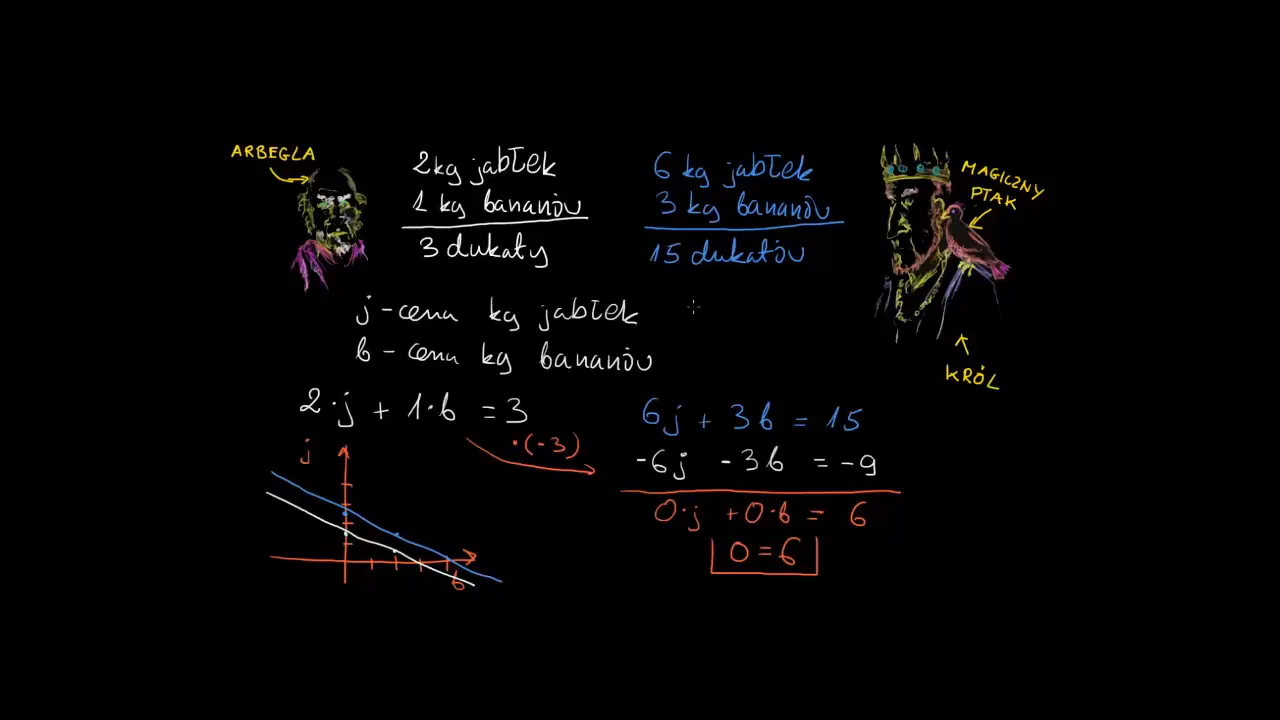 ARBEGLA
2kg jabłek
1 kg bananów
3 dukaty
6 kg jabłek
3 kg bananów
15 dukatów
MAGICZNY
PTAK
KRÓL
j - cena kg jabłek
b - cena kg bananów
2·j + 1·b = 3
·(-3)
6j + 3b = 15
-6j - 3b = -9
0·j + 0·b = 6
0 = 6
j
b